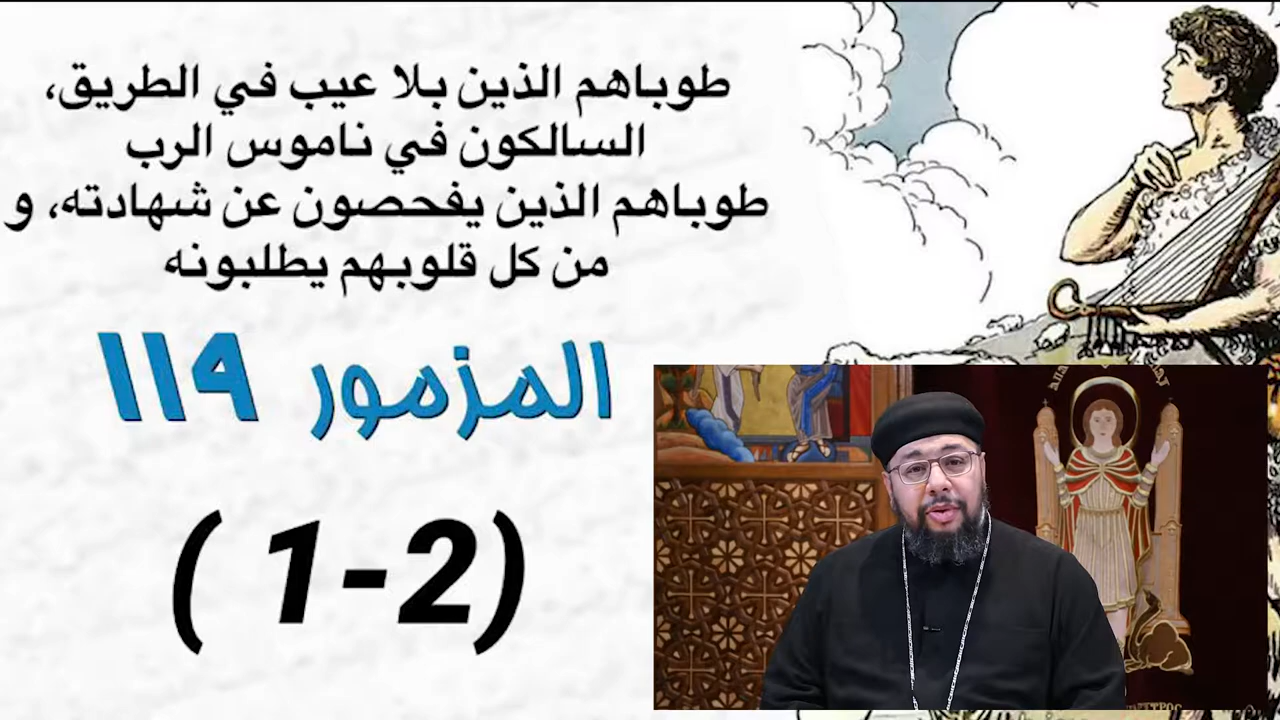 طوباهم الذين بلا عيب في الطريق،
السالكون في ناموس الرب
طوباهم الذين يفحصون عن شهادته، و
من كل قلوبهم يطلبونه
المزمور ١١٩
( 1-2)